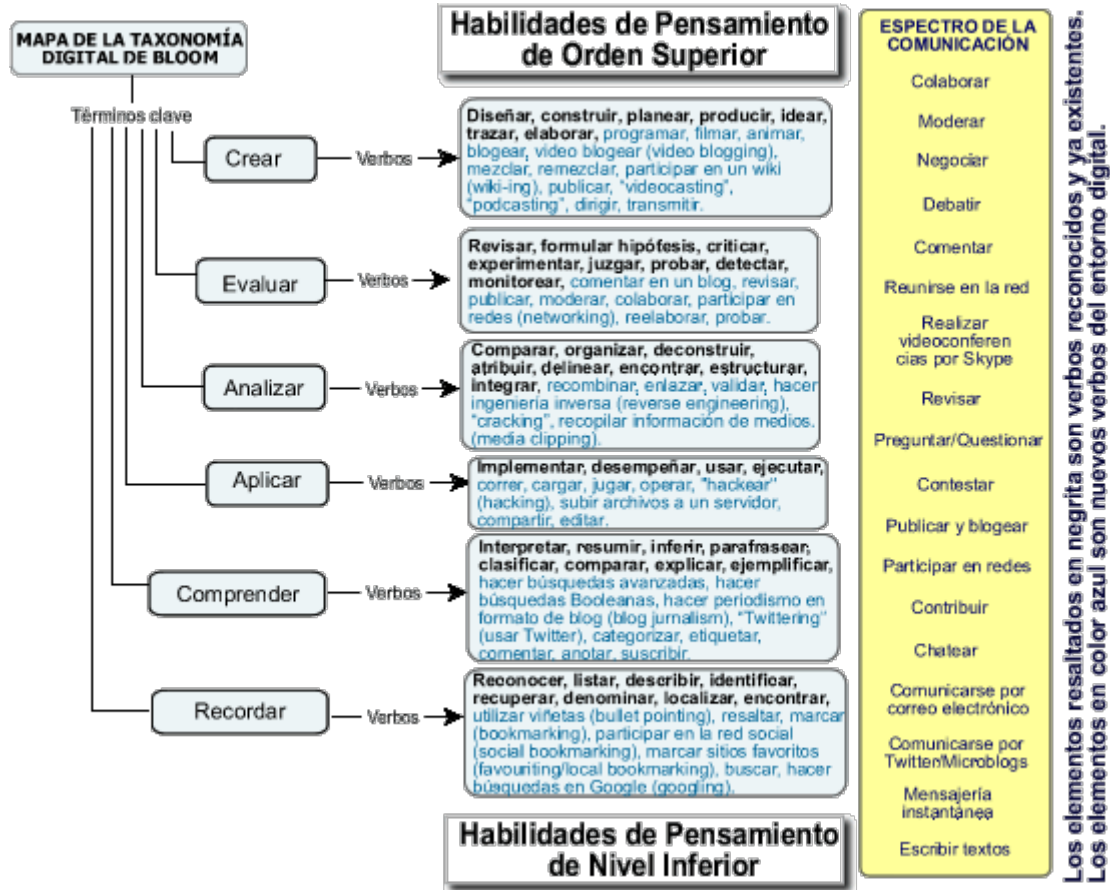 MAPA DE LA TAXONOMÍA
DIGITAL DE BLOOM
Términos clave
Habilidades de Pensamiento
de Orden Superior
Crear
Verbos
Diseñar, construir, planear, producir, idear,
trazar, elaborar, programar, filmar, animar,
blogear, video blogear (video blogging),
mezclar, remezclar, participar en un wiki
(wiki-ing), publicar, "videocasting",
"podcasting", dirigir, transmitir.
Evaluar
Verbos
Revisar, formular hipófesis, criticar,
experimentar, juzgar, probar, detectar,
monitorear, comentar en un blog, revisar,
publicar, moderar, colaborar, participar en
redes (networking), reelaborar, probar.
Analizar
Verbos
Comparar, organizar, deconstruir,
atribuir, delinear, encontrar, estructurar,
integrar, recombinar, enlazar, validar, hacer
ingeniería inversa (reverse engineering),
"cracking", recopilar información de medios.
(media clipping).
Aplicar
Verbos
Implementar, desempeñar, usar, ejecutar,
correr, cargar, jugar, operar, "hackear"
(hacking), subir archivos a un servidor,
compartir, editar.
Comprender
Verbos
Interpretar, resumir, inferir, parafrasear,
clasificar, comparar, explicar, ejemplificar,
hacer búsquedas avanzadas, hacer
búsquedas Booleanas, hacer periodismo en
formato de blog (blog jurnalism), "Twittering"
(usar Twitter), categorizar, etiquetar,
comentar, anotar, suscribir.
Recordar
Verbos
Reconocer, listar, describir, identificar,
recuperar, denominar, localizar, encontrar,
utilizar viñetas (bullet pointing), resaltar, marcar
(bookmarking), participar en la red social
(social bookmarking), marcar sitios favoritos
(favouriting/local bookmarking), buscar, hacer
búsquedas en Google (googling).
Habilidades de Pensamiento
de Nivel Inferior
ESPECTRO DE LA
COMUNICACIÓN
Colaborar
Moderar
Negociar
Debatir
Comentar
Reunirse en la red
Realizar
videoconferen
cias por Skype
Revisar
Preguntar/Questionar
Contestar
Publicar y blogear
Participar en redes
Contribuir
Chatear
Comunicarse por
correo electrónico
Comunicarse por
Twitter/Microblogs
Mensajería
instantánea
Escribir textos
Los elementos resaltados en negrita son verbos reconocidos y ya existentes.
Los elementos en color azul son nuevos verbos del entorno digital.